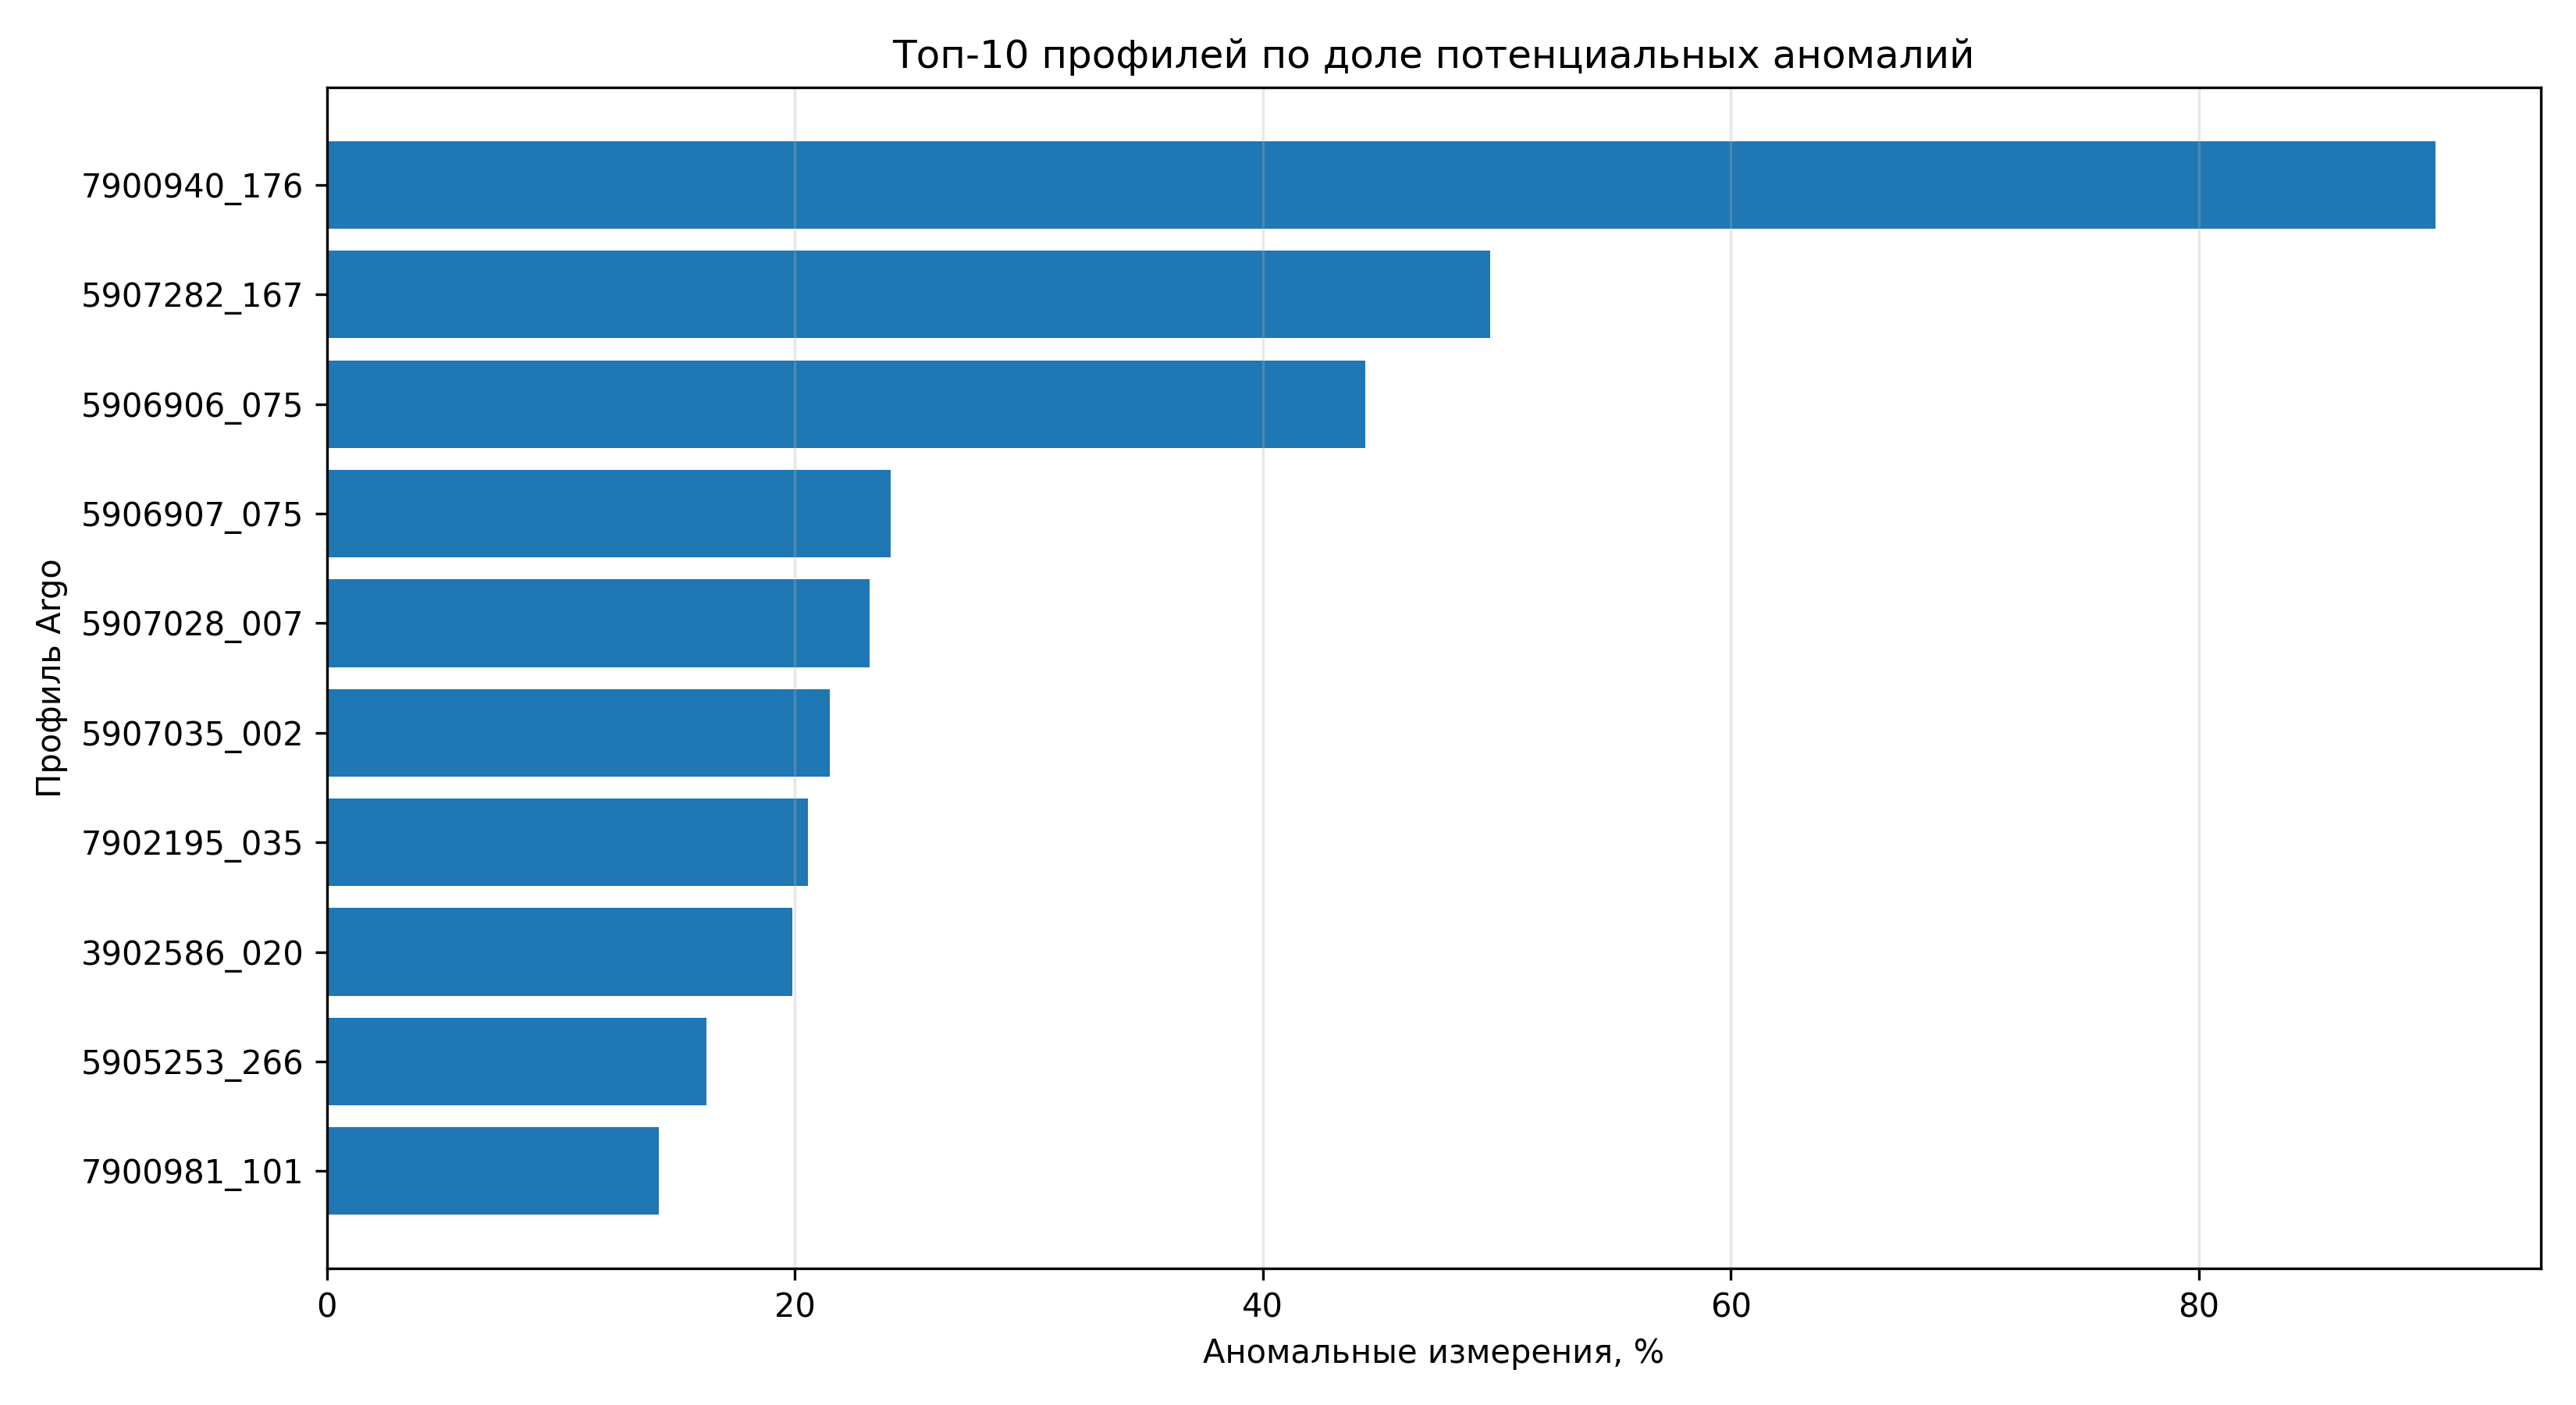 Топ-10 профилей по доле потенциальных аномалий
Профиль Argo
7900940_176
5907282_167
5906906_075
5906907_075
5907028_007
5907035_002
7902195_035
3902586_020
5905253_266
7900981_101
0 20 40 60 80
Аномальные измерения, %